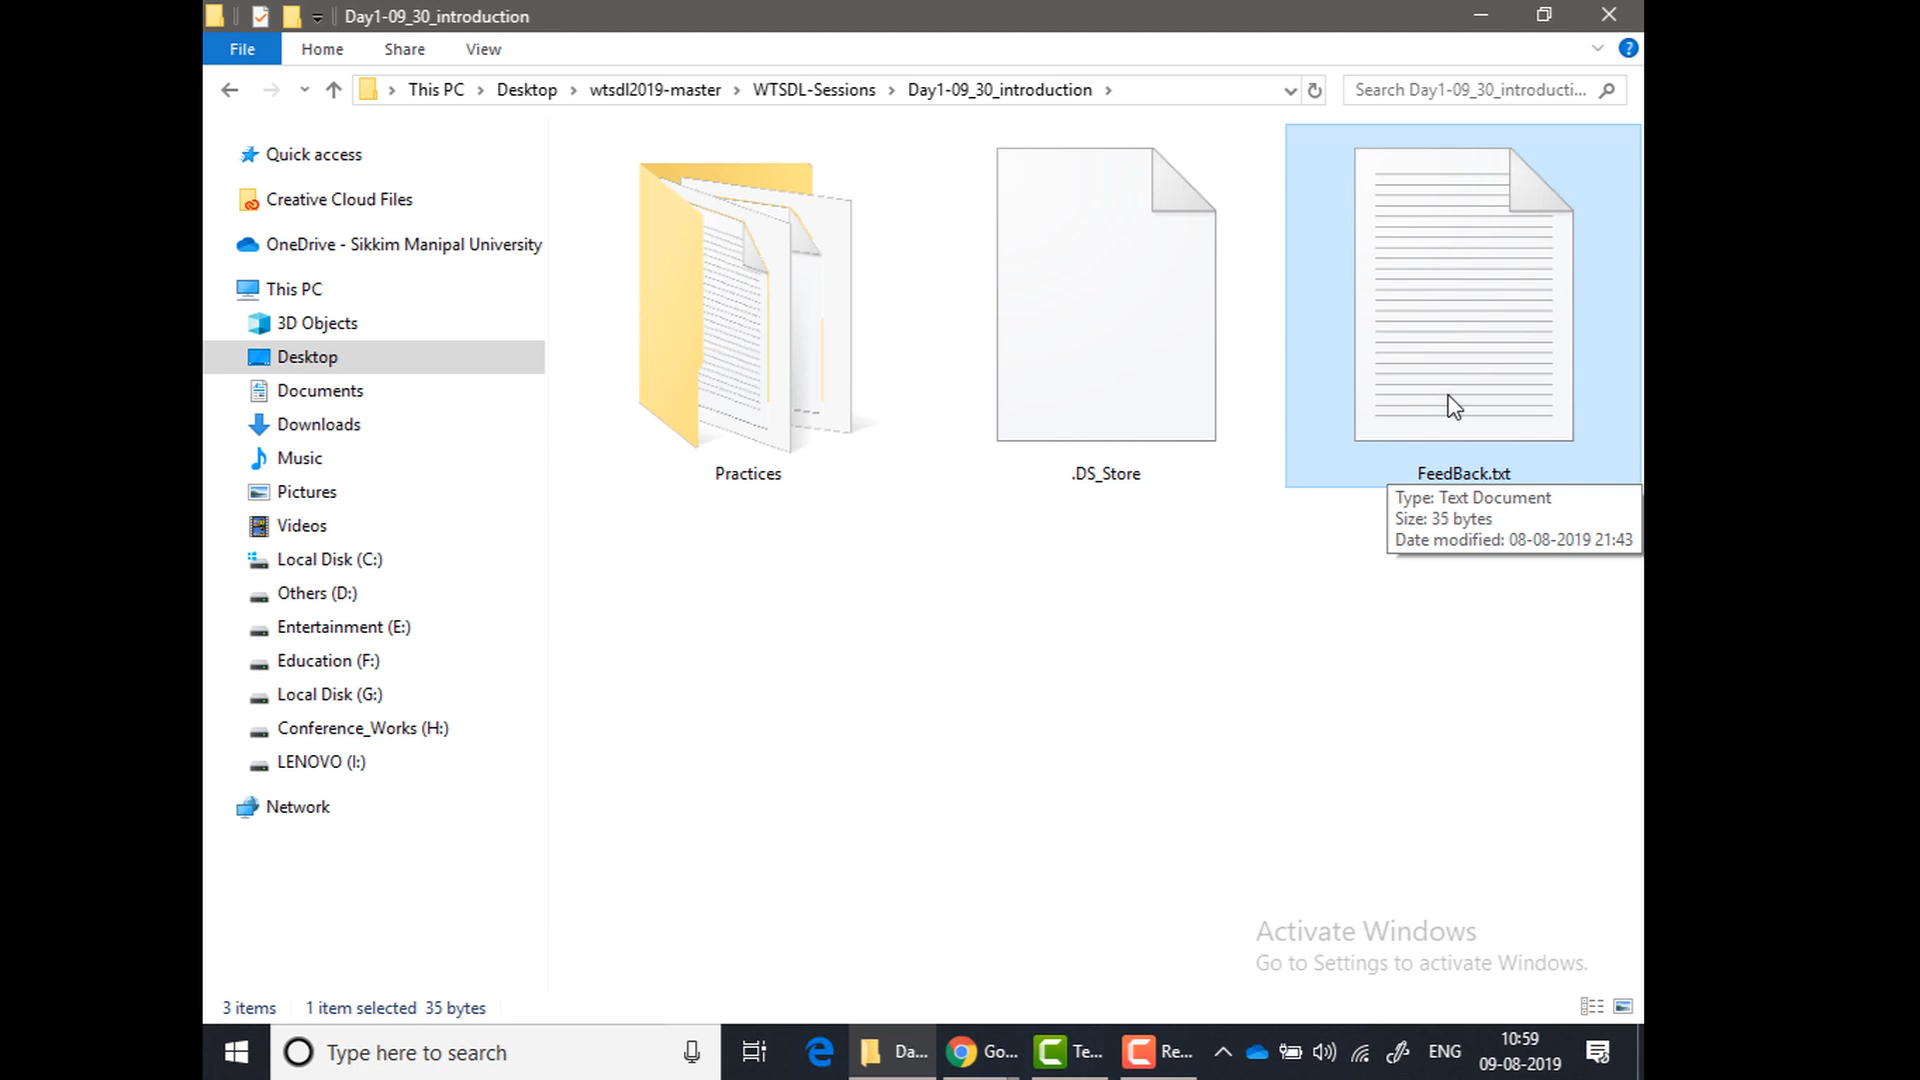 Day1-09_30_introduction
File Home Share View
This PC Desktop wtsdl2019-master WTSDL-Sessions Day1-09_30_introduction
Search Day1-09_30_introducti...
Quick access
Creative Cloud Files
OneDrive - Sikkim Manipal University
This PC
3D Objects
Desktop
Documents
Downloads
Music
Pictures
Videos
Local Disk (C:)
Others (D:)
Entertainment (E:)
Education (F:)
Local Disk (G:)
Conference_Works (H:)
LENOVO (I:)
Network
Practices
.DS_Store
FeedBack.txt
Type: Text Document
Size: 35 bytes
Date modified: 08-08-2019 21:43
Activate Windows
Go to Settings to activate Windows.
3 items 1 item selected 35 bytes
Type here to search
Da...
Go...
Te...
Re...
ENG
10:59
09-08-2019